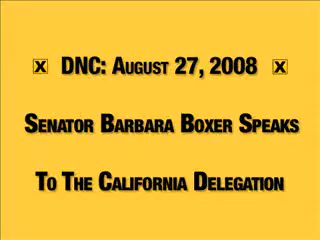 DNC: August 27, 2008
Senator Barbara Boxer Speaks
To The California Delegation